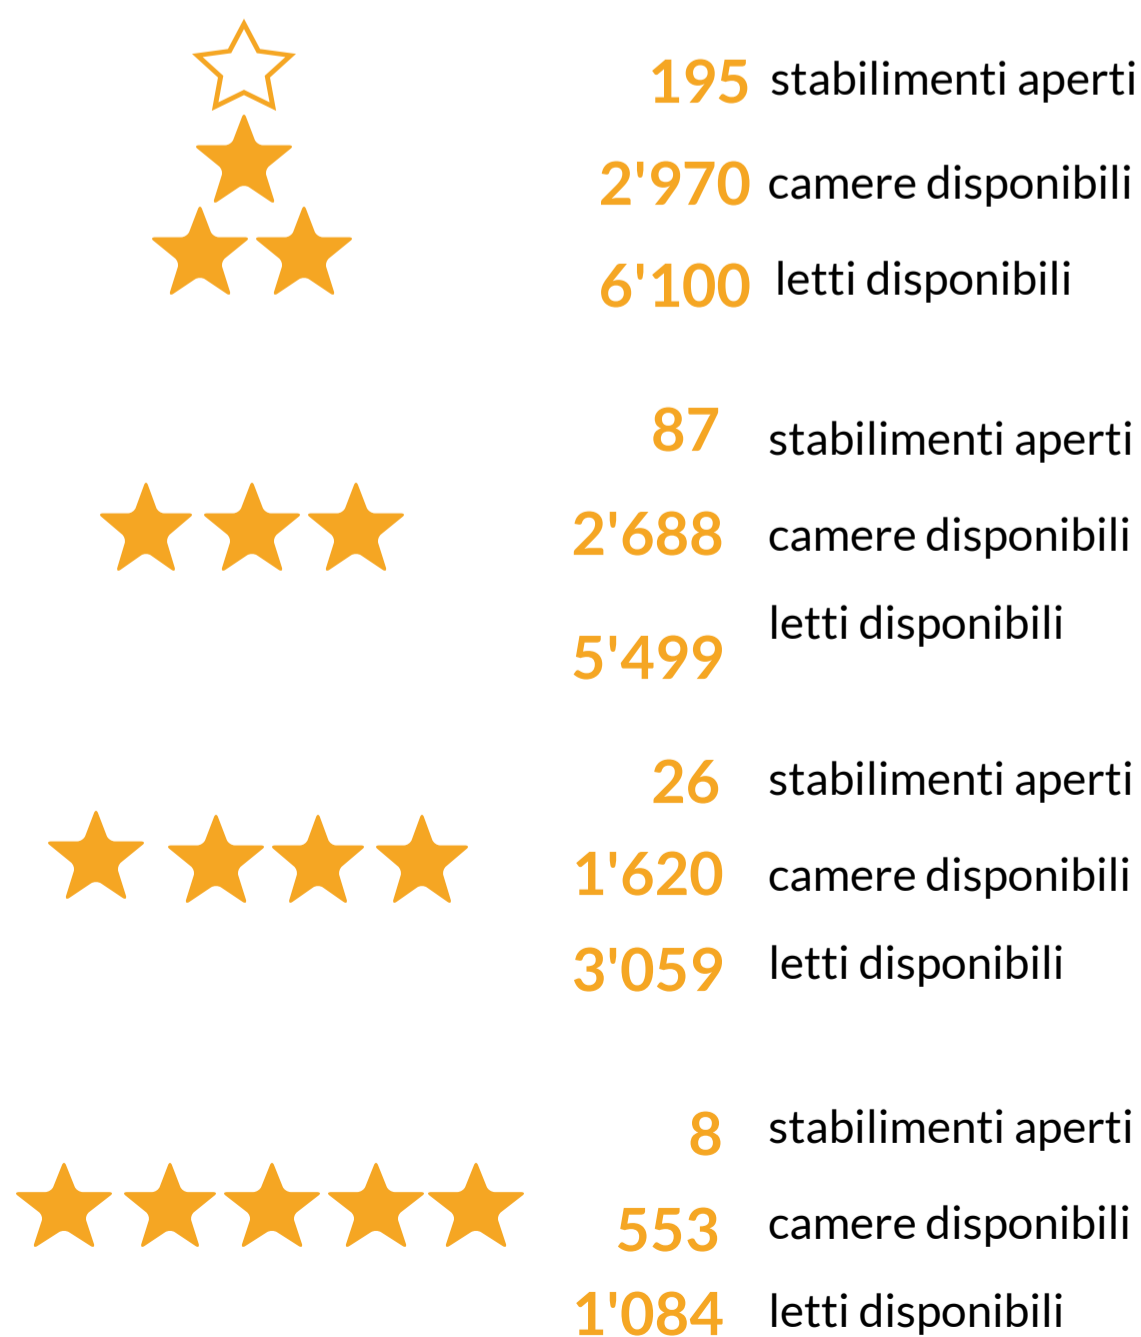 195 stabilimenti aperti
2'970 camere disponibili
6'100 letti disponibili
87 stabilimenti aperti
2'688 camere disponibili
5'499 letti disponibili
26 stabilimenti aperti
1'620 camere disponibili
3'059 letti disponibili
8 stabilimenti aperti
553 camere disponibili
1'084 letti disponibili